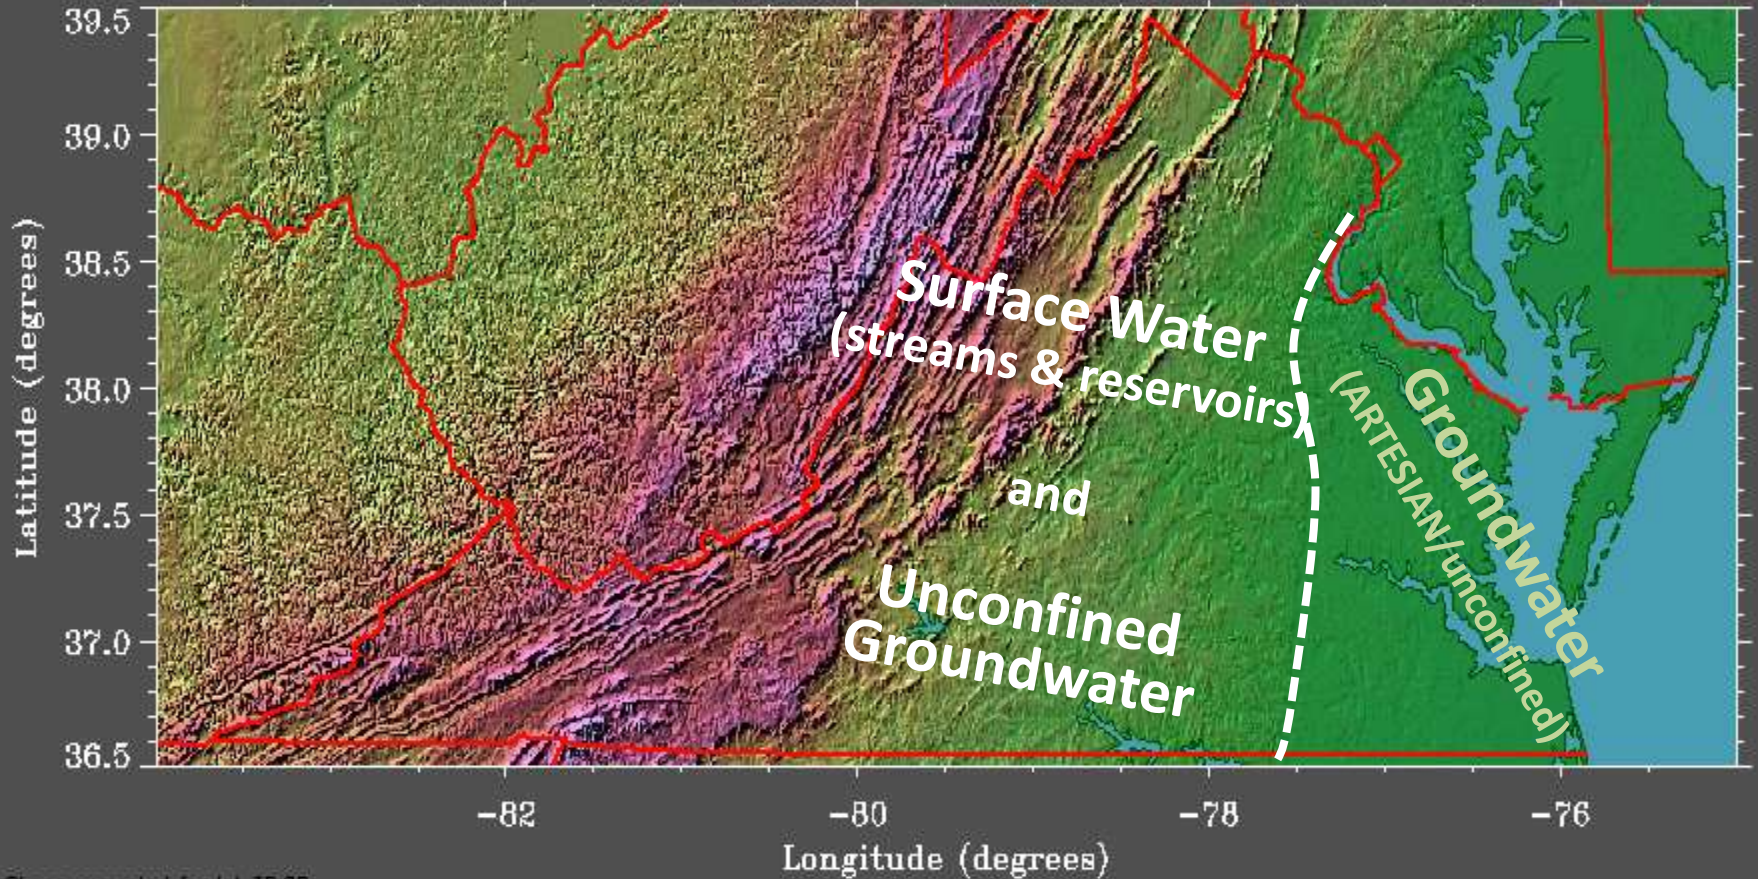 39.5
39.0
38.5
38.0
37.5
37.0
36.5
Latitude (degrees)
Surface Water
(streams & reservoirs)
and
Unconfined
Groundwater
Groundwater
(ARTESIAN/unconfined)
−82
−80
−78
−76
Longitude (degrees)